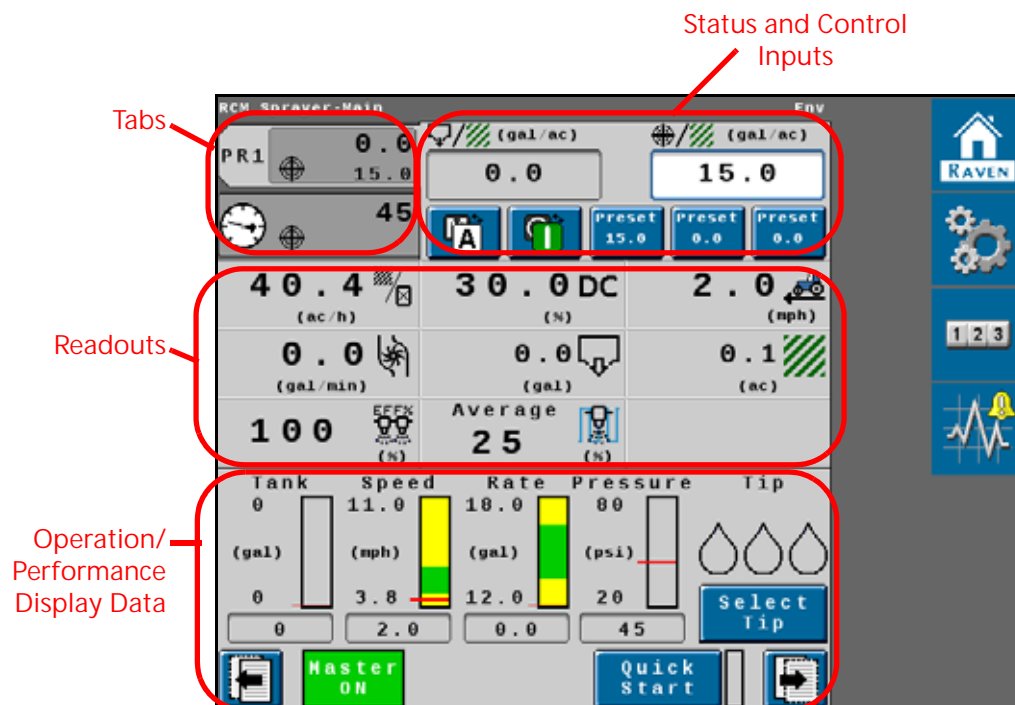 Status and Control
Inputs
Tabs
RCM Sprayer-Main
Env
PR1
0.0
15.0
45
(gal/ac)
(gal/ac)
0.0
15.0
A
Preset
15.0
Preset
0.0
Preset
0.0
RAVEN
Readouts
40.4
(ac/h)
30.0 DC
(%)
2.0
(mph)
0.0
(gal/min)
0.0
(gal)
0.1
(ac)
100
EFF%
(%)
Average
25
(%)
1 2 3
Operation/
Performance
Display Data
Tank
Speed
Rate
Pressure
Tip
0
11.0
18.0
80
(gal)
(mph)
(gal)
(psi)
0
3.8
12.0
20
Select
Tip
0
2.0
0.0
45
Master
ON
Quick
Start